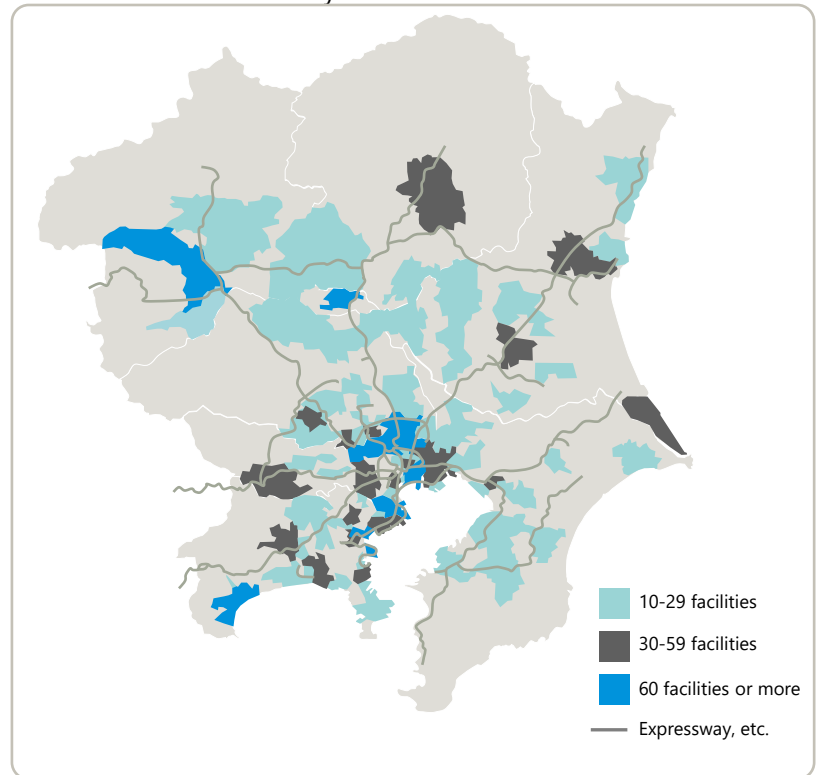 10-29 facilities
30-59 facilities
60 facilities or more
Expressway, etc.